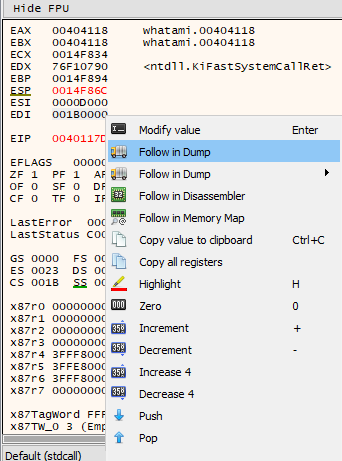 Hide FPU
EAX 00404118 whatami.00404118
EBX 00404118 whatami.00404118
ECX 0014F834
EDX 76F10790 <ntdll.KiFastSystemCallRet>
EBP 0014F894
ESP 0014F86C
ESI 0000D000
EDI 001B0000
EIP 0040117D
Modify value Enter
Follow in Dump
EFLAGS 0000
ZF 1 PF 1 AF
Follow in Dump
OF 0 SF 0 DF
Follow in Disassembler
CF 0 TF 0 IF
Follow in Memory Map
LastError 000
LastStatus C00
Copy value to clipboard Ctrl+C
GS 0000 FS 00
Copy all registers
ES 0023 DS 00
CS 001B SS 00
Highlight H
x87r0 00000000
Zero 0
x87r1 00000000
x87r2 00000000
Increment +
x87r3 00000000
x87r4 3FFF8000
Decrement -
x87r5 3FFF8000
Increase 4
x87r6 3FFE8000
x87r7 00000000
Decrease 4
x87TagWord FFF
Push
x87TW_0 3 (Emp
Pop
Default (stdcall)